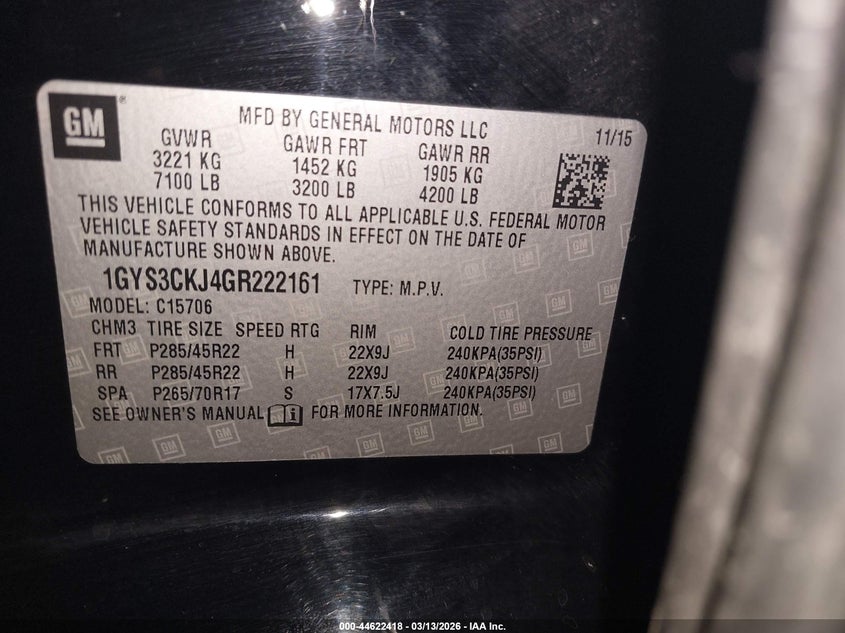 GM
MFD BY GENERAL MOTORS LLC
11/15
GVWR GAWR FRT GAWR RR
3221 KG 1452 KG 1905 KG
7100 LB 3200 LB 4200 LB
THIS VEHICLE CONFORMS TO ALL APPLICABLE U.S. FEDERAL MOTOR
VEHICLE SAFETY STANDARDS IN EFFECT ON THE DATE OF
MANUFACTURE SHOWN ABOVE.
1GYS3CKJ4GR222161 TYPE: M.P.V.
MODEL: C15706
CHM3 TIRE SIZE SPEED RTG RIM COLD TIRE PRESSURE
FRT P285/45R22 H 22X9J 240KPA(35PSI)
RR P285/45R22 H 22X9J 240KPA(35PSI)
SPA P265/70R17 S 17X7.5J 240KPA(35PSI)
SEE OWNER'S MANUAL FOR MORE INFORMATION.
000-44622418 - 03/13/2026 - IAA Inc.